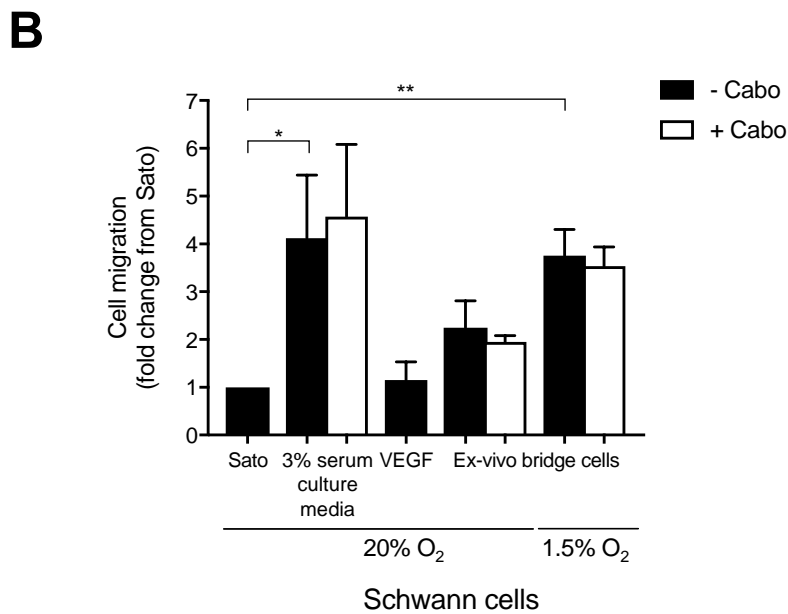 B
- Cabo
+ Cabo
**
*
7
6
5
4
3
2
1
0
Cell migration
(fold change from Sato)
Sato 3% serum culture media VEGF Ex-vivo bridge cells
20% O₂ 1.5% O₂
Schwann cells